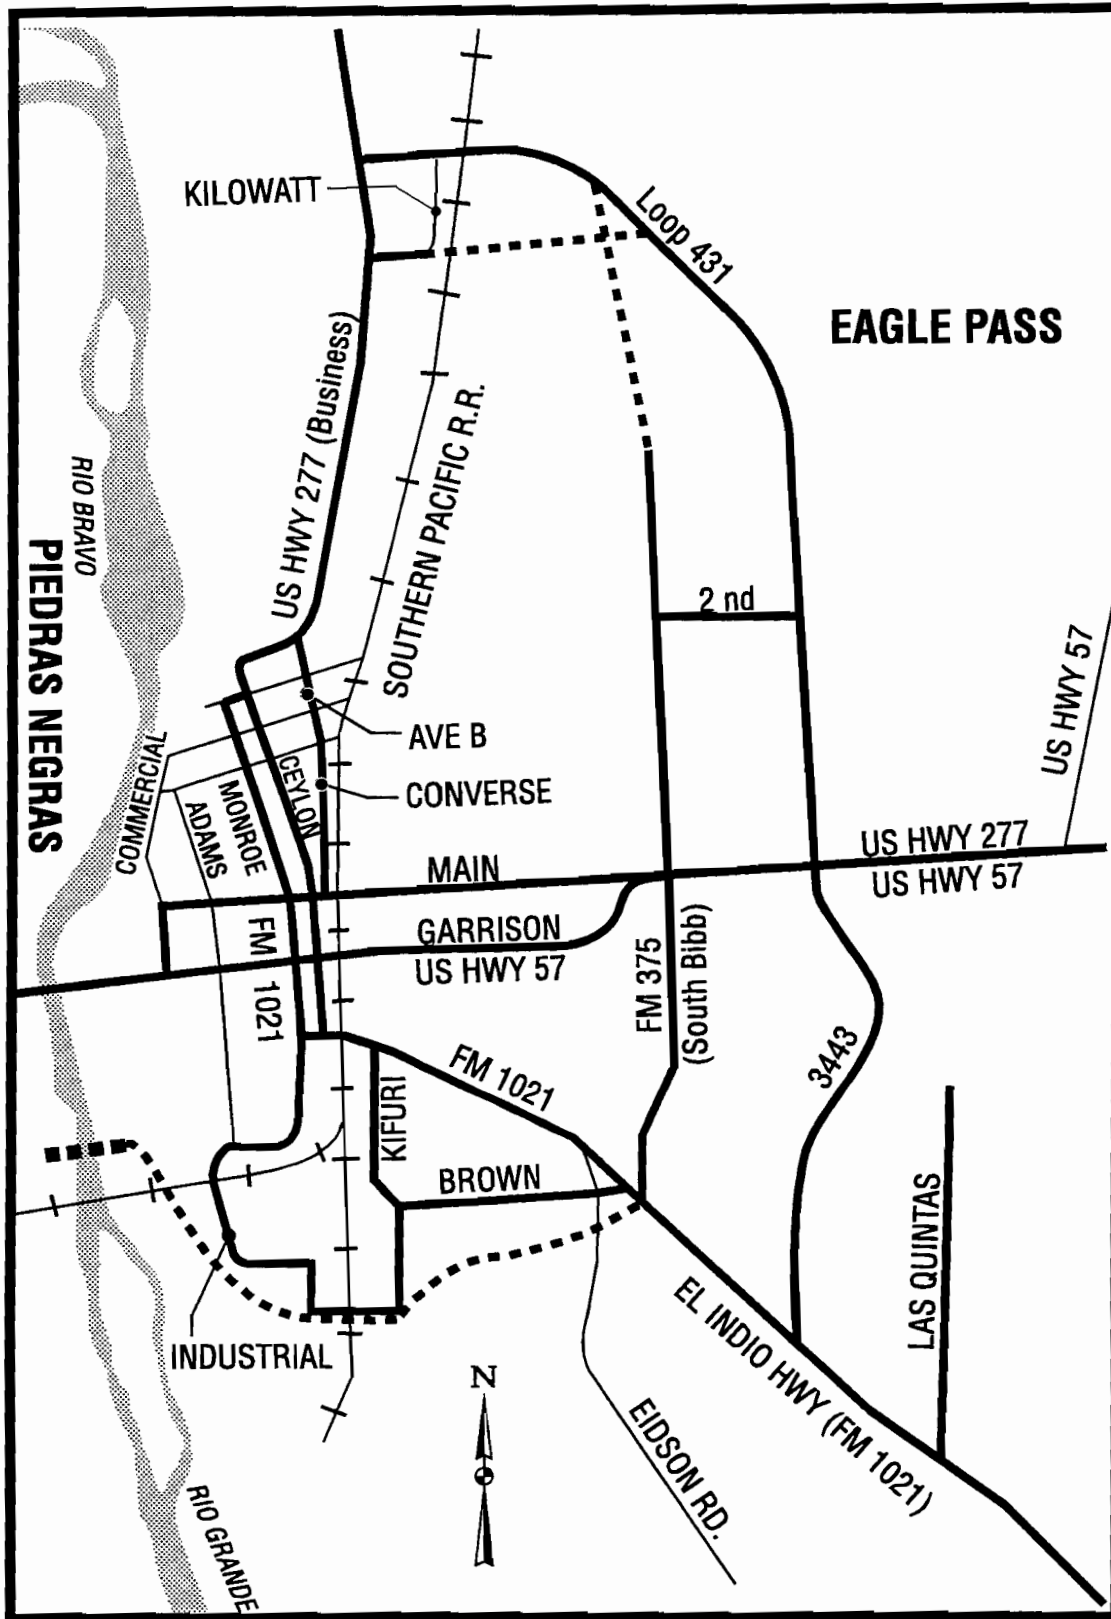 KILOWATT
Loop 431
EAGLE PASS
US HWY 277 (Business)
SOUTHERN PACIFIC R.R.
RIO BRAVO
PIEDRAS NEGRAS
2 nd
US HWY 57
AVE B
CONVERSE
CEYLON
MONROE
ADAMS
COMMERCIAL
MAIN
US HWY 277
US HWY 57
GARRISON
US HWY 57
FM 1021
FM 375
(South Bibb)
3443
FM 1021
KIFURI
BROWN
LAS QUINTAS
EL INDIO HWY (FM 1021)
INDUSTRIAL
N
EIDSON RD.
RIO GRANDE